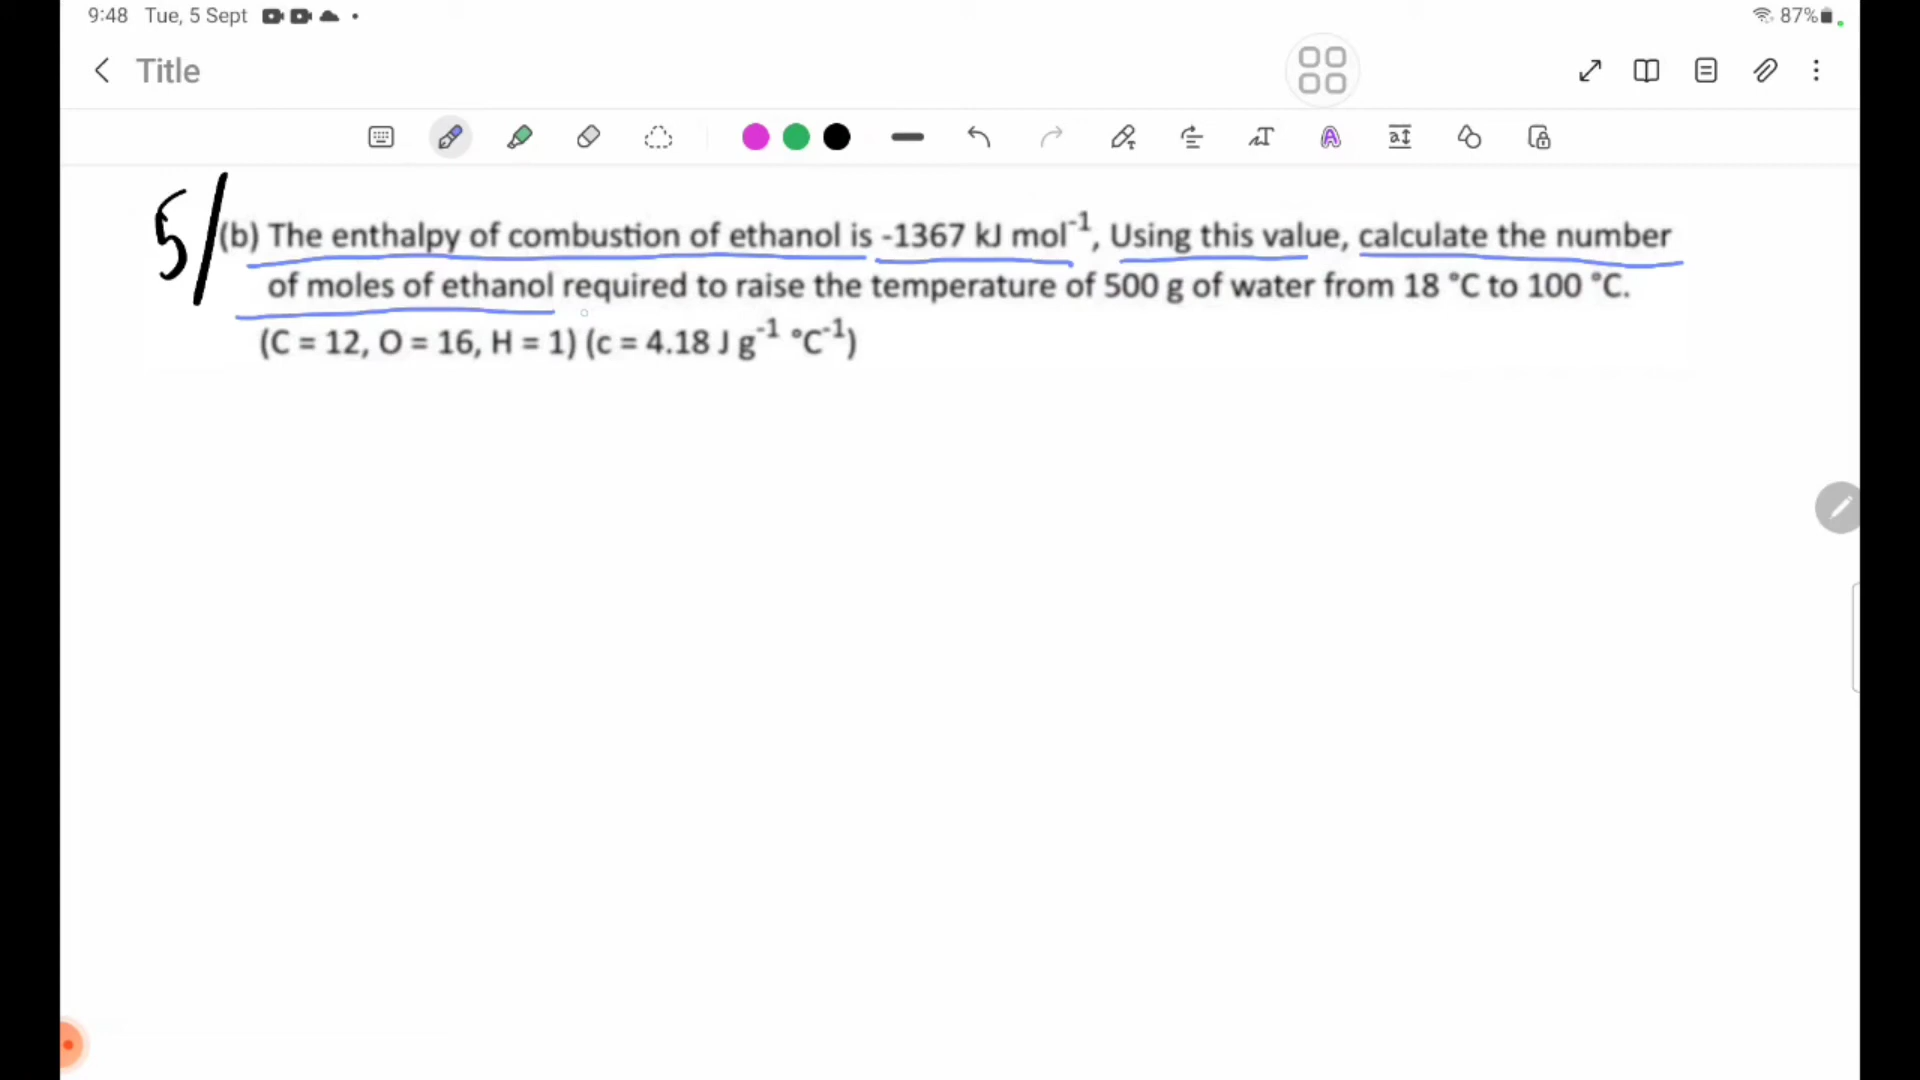 9:48 Tue, 5 Sept
87%
Title
5/(b) The enthalpy of combustion of ethanol is -1367 kJ mol⁻¹, Using this value, calculate the number
of moles of ethanol required to raise the temperature of 500 g of water from 18 °C to 100 °C.
(C = 12, O = 16, H = 1) (c = 4.18 J g⁻¹ °C⁻¹)